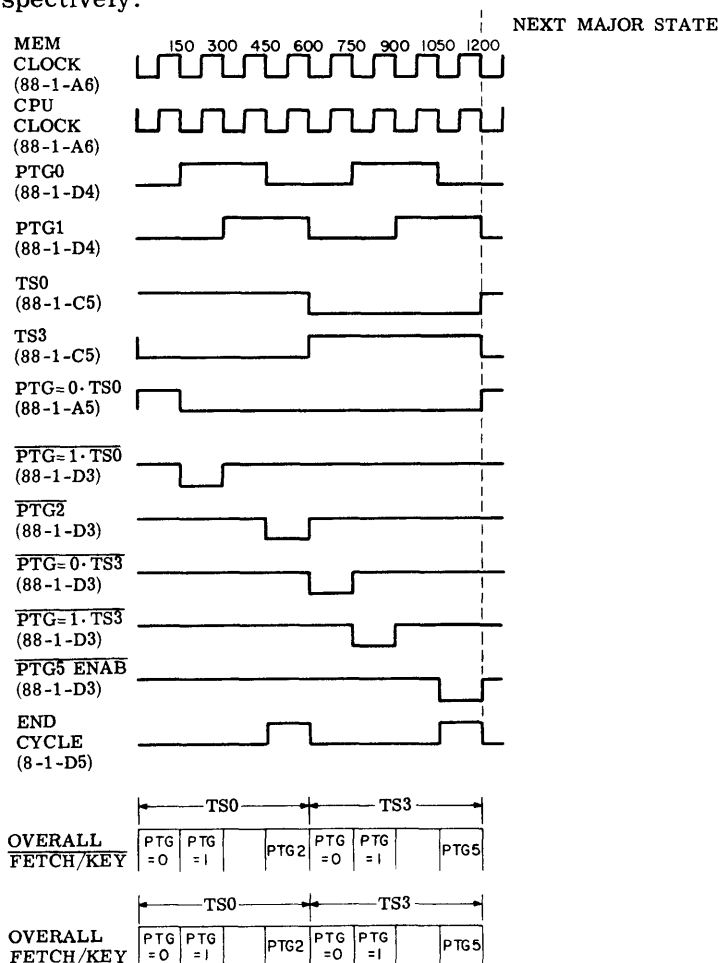 spectively.
NEXT MAJOR STATE
150 300 450 600 750 900 1050 1200
MEM
CLOCK
(88-1-A6)
CPU
CLOCK
(88-1-A6)
PTG0
(88-1-D4)
PTG1
(88-1-D4)
TS0
(88-1-C5)
TS3
(88-1-C5)
PTG=0·TS0
(88-1-A5)
PTG=1·TS0
(88-1-D3)
PTG2
(88-1-D3)
PTG=0·TS3
(88-1-D3)
PTG=1·TS3
(88-1-D3)
PTG5 ENAB
(88-1-D3)
END
CYCLE
(8-1-D5)
TS0 TS3
OVERALL
FETCH/KEY
PTG =0 PTG =1 PTG2 PTG =0 PTG =1 PTG5
TS0 TS3
OVERALL
FETCH/KEY
PTG =0 PTG =1 PTG2 PTG =0 PTG =1 PTG5